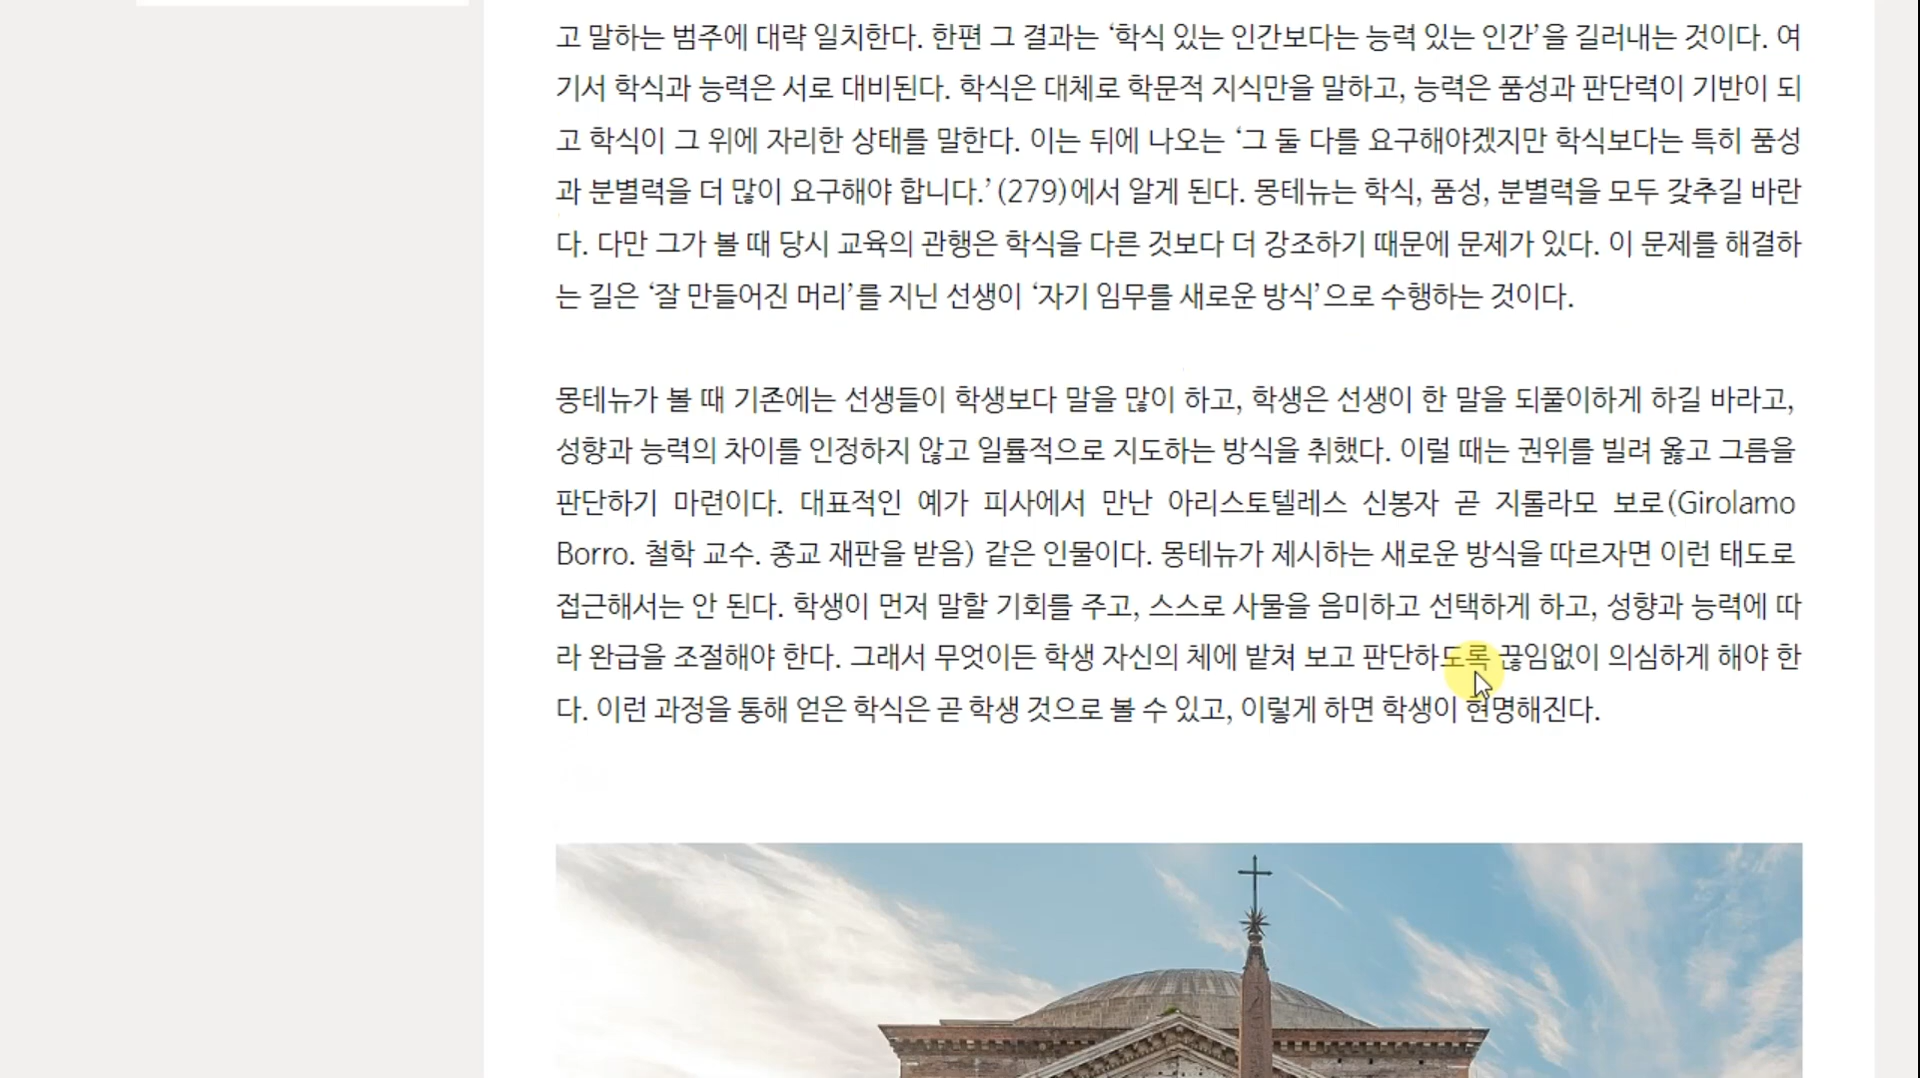 고 말하는 범주에 대략 일치한다. 한편 그 결과는 ‘학식 있는 인간보다는 능력 있는 인간’을 길러내는 것이다. 여
기서 학식과 능력은 서로 대비된다. 학식은 대체로 학문적 지식만을 말하고, 능력은 품성과 판단력이 기반이 되
고 학식이 그 위에 자리한 상태를 말한다. 이는 뒤에 나오는 ‘그 둘 다를 요구해야겠지만 학식보다는 특히 품성
과 분별력을 더 많이 요구해야 합니다.’(279)에서 알게 된다. 몽테뉴는 학식, 품성, 분별력을 모두 갖추길 바란
다. 다만 그가 볼 때 당시 교육의 관행은 학식을 다른 것보다 더 강조하기 때문에 문제가 있다. 이 문제를 해결하
는 길은 ‘잘 만들어진 머리’를 지닌 선생이 ‘자기 임무를 새로운 방식’으로 수행하는 것이다.
몽테뉴가 볼 때 기존에는 선생들이 학생보다 말을 많이 하고, 학생은 선생이 한 말을 되풀이하게 하길 바라고,
성향과 능력의 차이를 인정하지 않고 일률적으로 지도하는 방식을 취했다. 이럴 때는 권위를 빌려 옳고 그름을
판단하기 마련이다. 대표적인 예가 피사에서 만난 아리스토텔레스 신봉자 곧 지롤라모 보로(Girolamo
Borro. 철학 교수. 종교 재판을 받음) 같은 인물이다. 몽테뉴가 제시하는 새로운 방식을 따르자면 이런 태도로
접근해서는 안 된다. 학생이 먼저 말할 기회를 주고, 스스로 사물을 음미하고 선택하게 하고, 성향과 능력에 따
라 완급을 조절해야 한다. 그래서 무엇이든 학생 자신의 체에 밭쳐 보고 판단하도록 끊임없이 의심하게 해야 한
다. 이런 과정을 통해 얻은 학식은 곧 학생 것으로 볼 수 있고, 이렇게 하면 학생이 현명해진다.